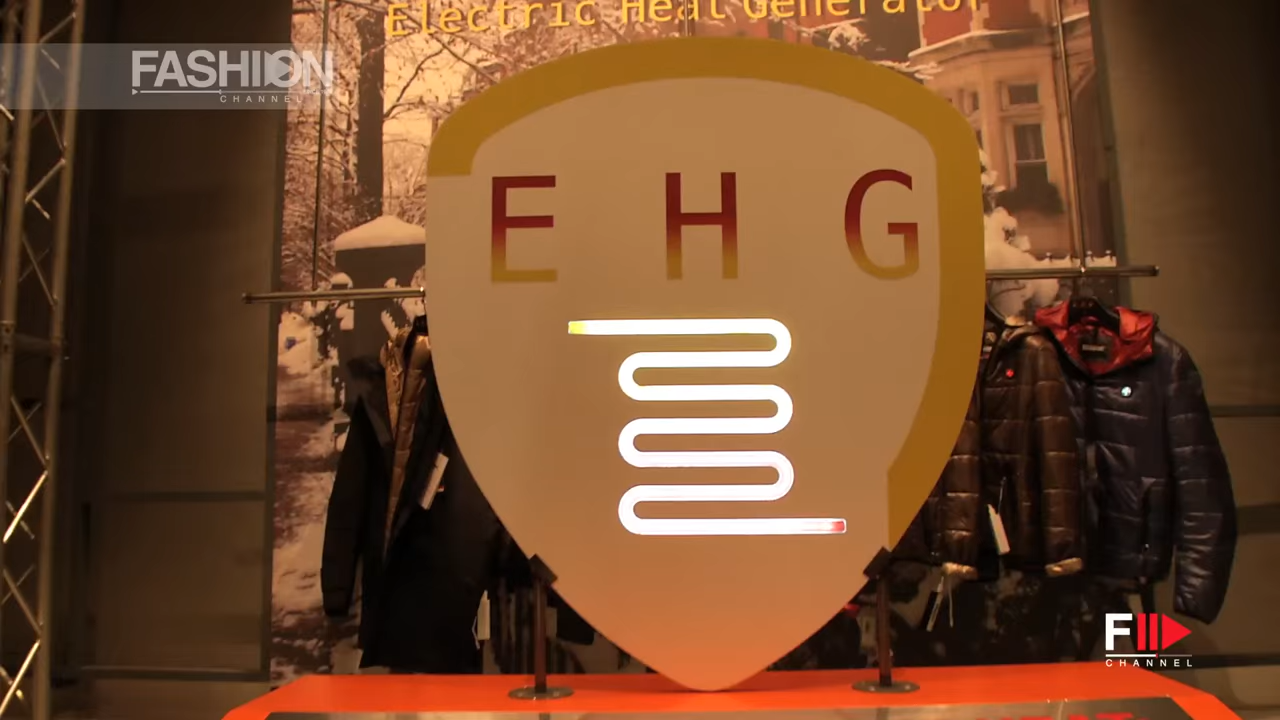 Electric Heat Generator
FASHION
CHANNEL
E H G
F
CHANNEL